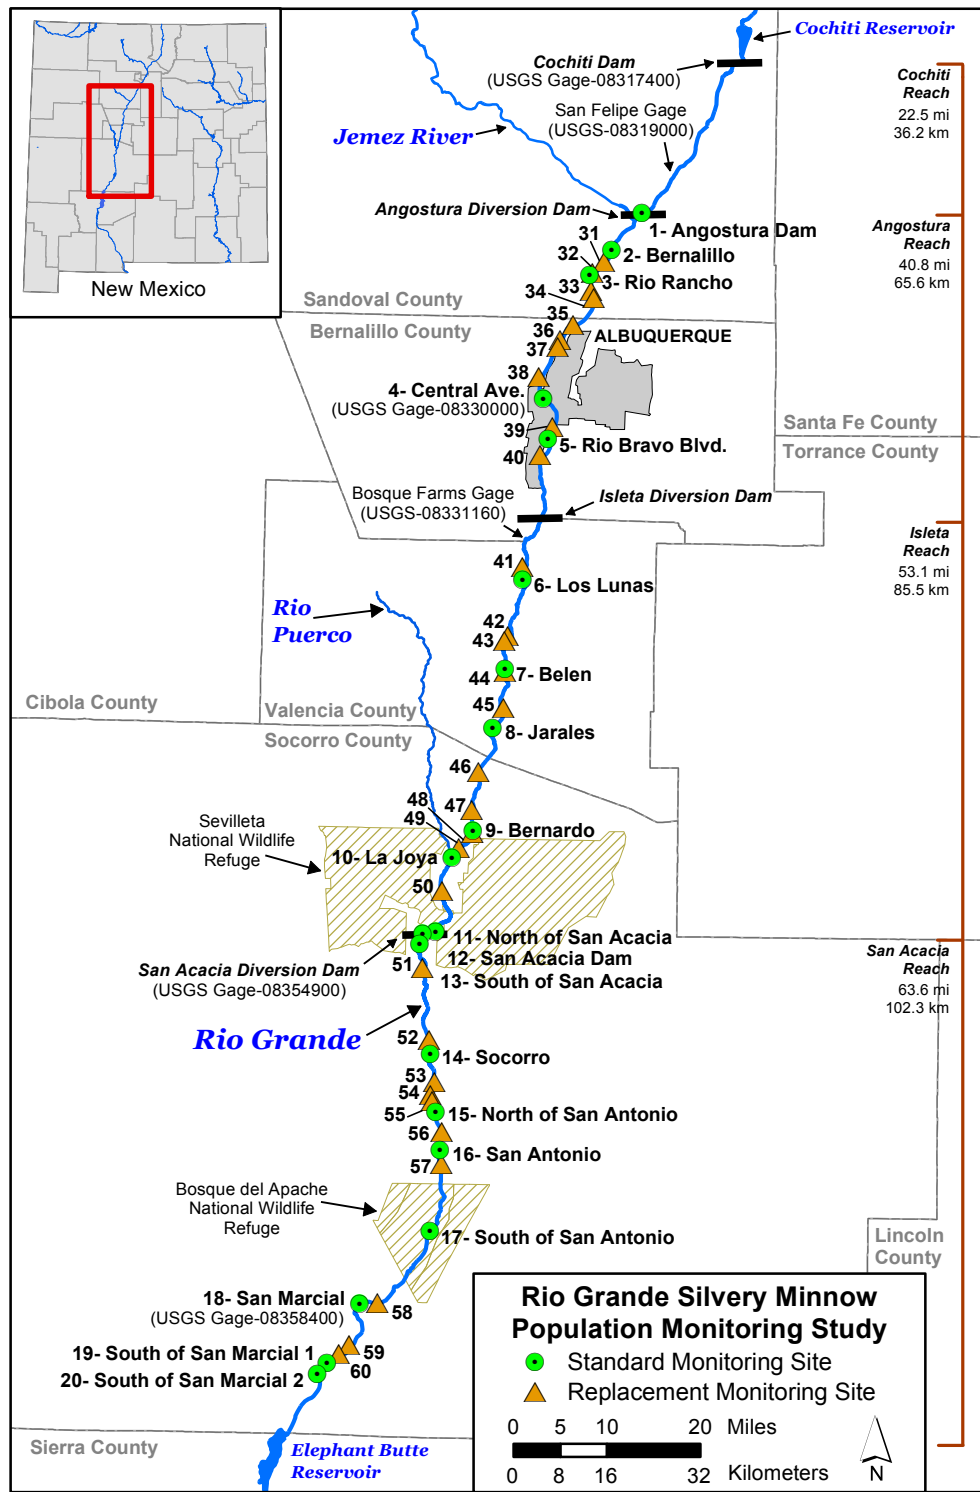 New Mexico
Cochiti Reservoir
Cochiti Dam
(USGS Gage-08317400)
San Felipe Gage
(USGS-08319000)
Jemez River
Cochiti
Reach
22.5 mi
36.2 km
Angostura Diversion Dam
1- Angostura Dam
31
2- Bernalillo
32
3- Rio Rancho
33
34
Angostura
Reach
40.8 mi
65.6 km
Sandoval County
Bernalillo County
35
36
37
ALBUQUERQUE
38
4- Central Ave.
(USGS Gage-08330000)
39
5- Rio Bravo Blvd.
40
Santa Fe County
Torrance County
Bosque Farms Gage
(USGS-08331160)
Isleta Diversion Dam
Isleta
Reach
53.1 mi
85.5 km
41
6- Los Lunas
Rio
Puerco
42
43
44
7- Belen
45
8- Jarales
Cibola County
Valencia County
Socorro County
46
47
48
49
9- Bernardo
Sevilleta
National Wildlife
Refuge
10- La Joya
50
11- North of San Acacia
12- San Acacia Dam
13- South of San Acacia
51
San Acacia Diversion Dam
(USGS Gage-08354900)
San Acacia
Reach
63.6 mi
102.3 km
Rio Grande
52
14- Socorro
53
54
55
15- North of San Antonio
56
16- San Antonio
57
Bosque del Apache
National Wildlife
Refuge
17- South of San Antonio
Lincoln
County
18- San Marcial
(USGS Gage-08358400)
58
59
60
19- South of San Marcial 1
20- South of San Marcial 2
Sierra County
Elephant Butte
Reservoir
Rio Grande Silvery Minnow
Population Monitoring Study
Standard Monitoring Site
Replacement Monitoring Site
0 5 10 20 Miles
0 8 16 32 Kilometers
N